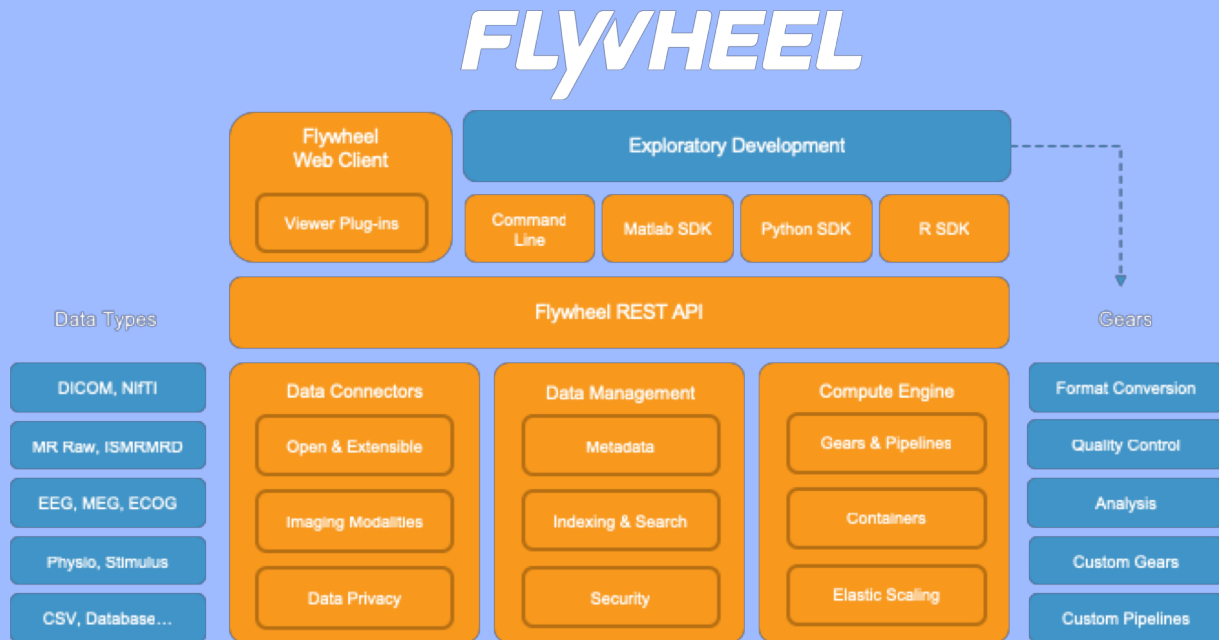 FLYWHEEL
Flywheel
Web Client
Viewer Plug-ins
Exploratory Development
Command
Line
Matlab SDK
Python SDK
R SDK
Flywheel REST API
Data Types
DICOM, NIfTI
MR Raw, ISMRMRD
EEG, MEG, ECOG
Physio, Stimulus
CSV, Database...
Data Connectors
Open & Extensible
Imaging Modalities
Data Privacy
Data Management
Metadata
Indexing & Search
Security
Compute Engine
Gears & Pipelines
Containers
Elastic Scaling
Gears
Format Conversion
Quality Control
Analysis
Custom Gears
Custom Pipelines